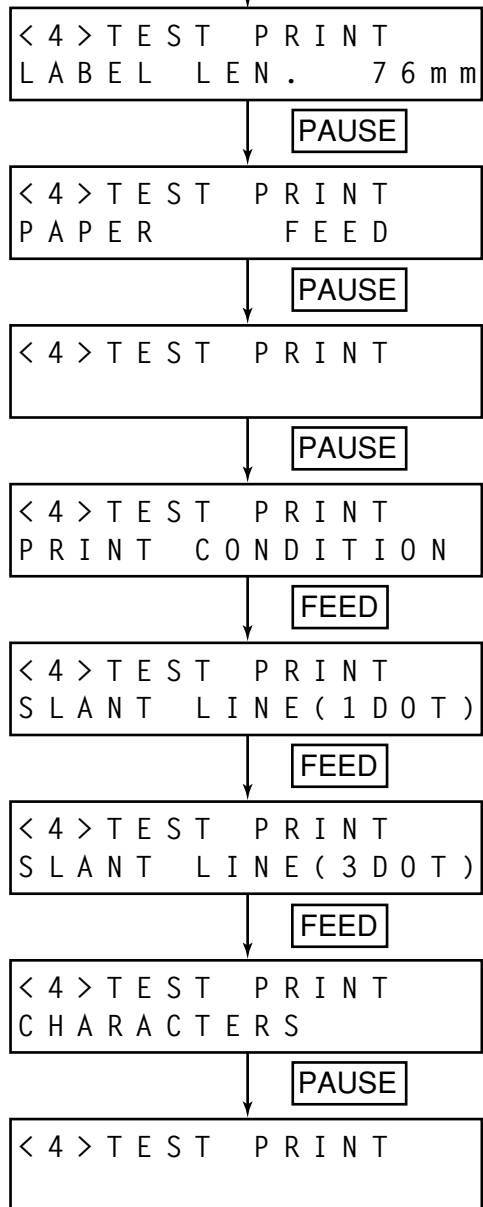 <4>TEST PRINT
LABEL LEN. 76mm
PAUSE
<4>TEST PRINT
PAPER FEED
PAUSE
<4>TEST PRINT
PAUSE
<4>TEST PRINT
PRINT CONDITION
FEED
<4>TEST PRINT
SLANT LINE(1DOT)
FEED
<4>TEST PRINT
SLANT LINE(3DOT)
FEED
<4>TEST PRINT
CHARACTERS
PAUSE
<4>TEST PRINT